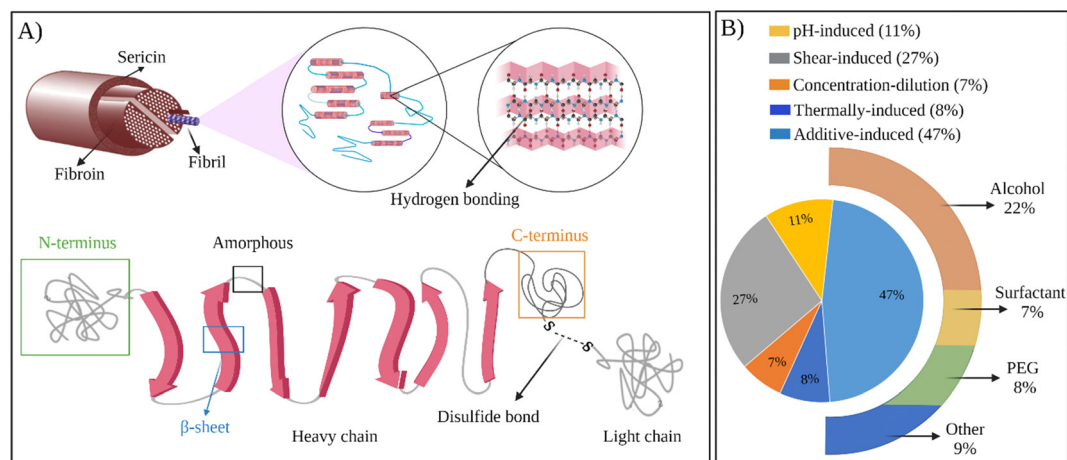 A)
Sericin
Fibroin
Fibril
Hydrogen bonding
N-terminus
Amorphous
C-terminus
S
S
β-sheet
Heavy chain
Disulfide bond
Light chain
B)
pH-induced (11%)
Shear-induced (27%)
Concentration-dilution (7%)
Thermally-induced (8%)
Additive-induced (47%)
11%
27%
47%
7%
8%
Alcohol
22%
Surfactant
7%
PEG
8%
Other
9%